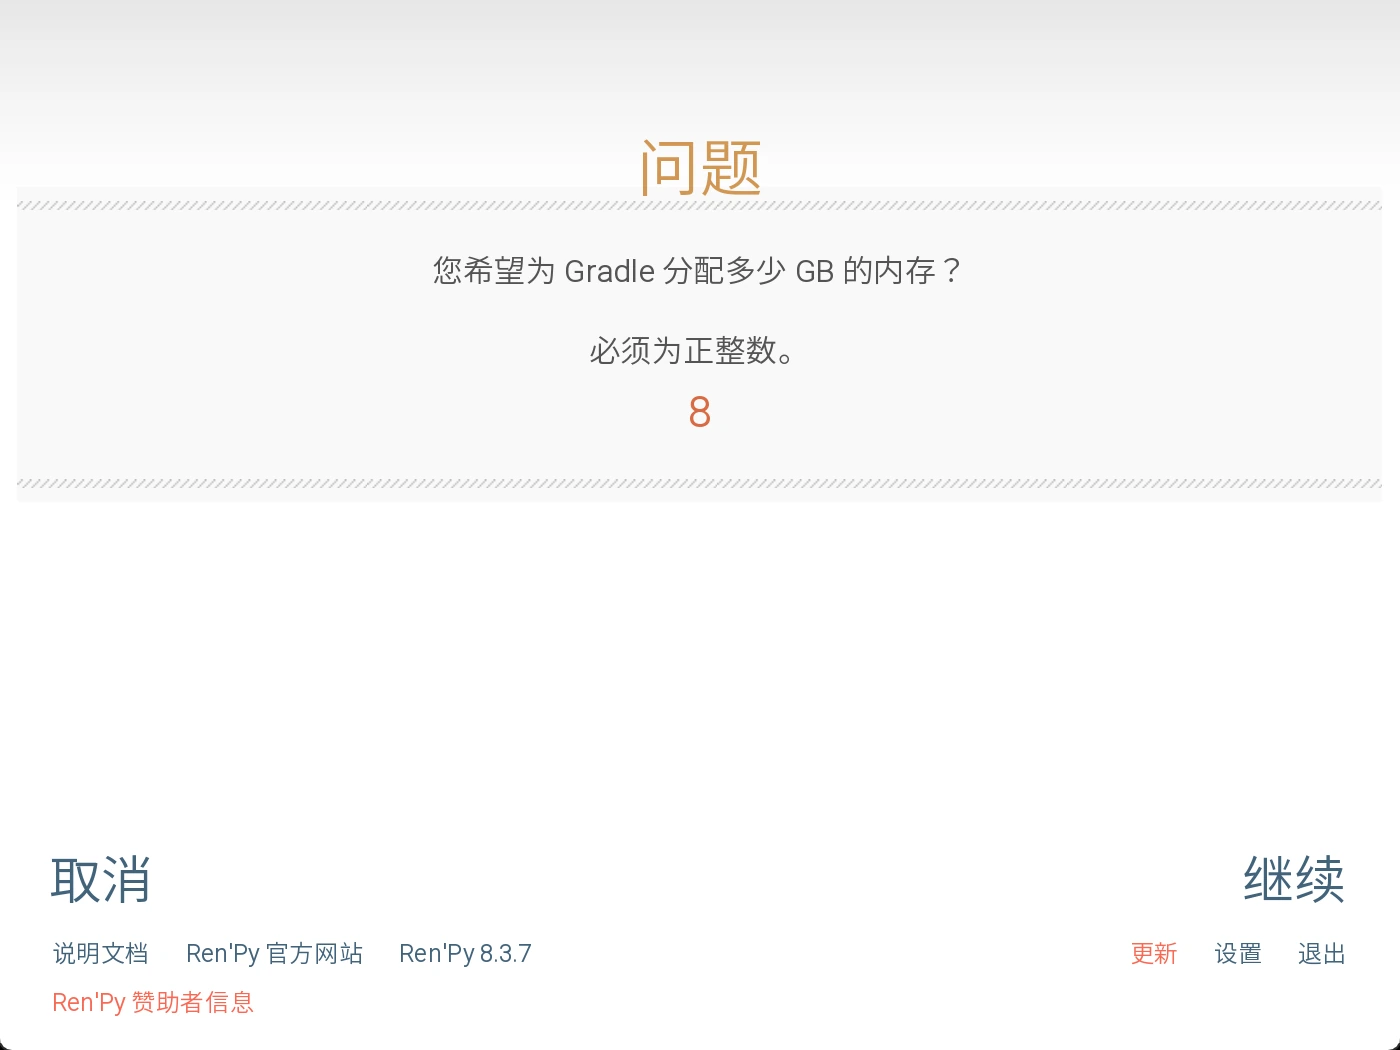 问题
您希望为 Gradle 分配多少 GB 的内存？
必须为正整数。
8
取消
继续
说明文档 Ren'Py 官方网站 Ren'Py 8.3.7
更新 设置 退出
Ren'Py 赞助者信息